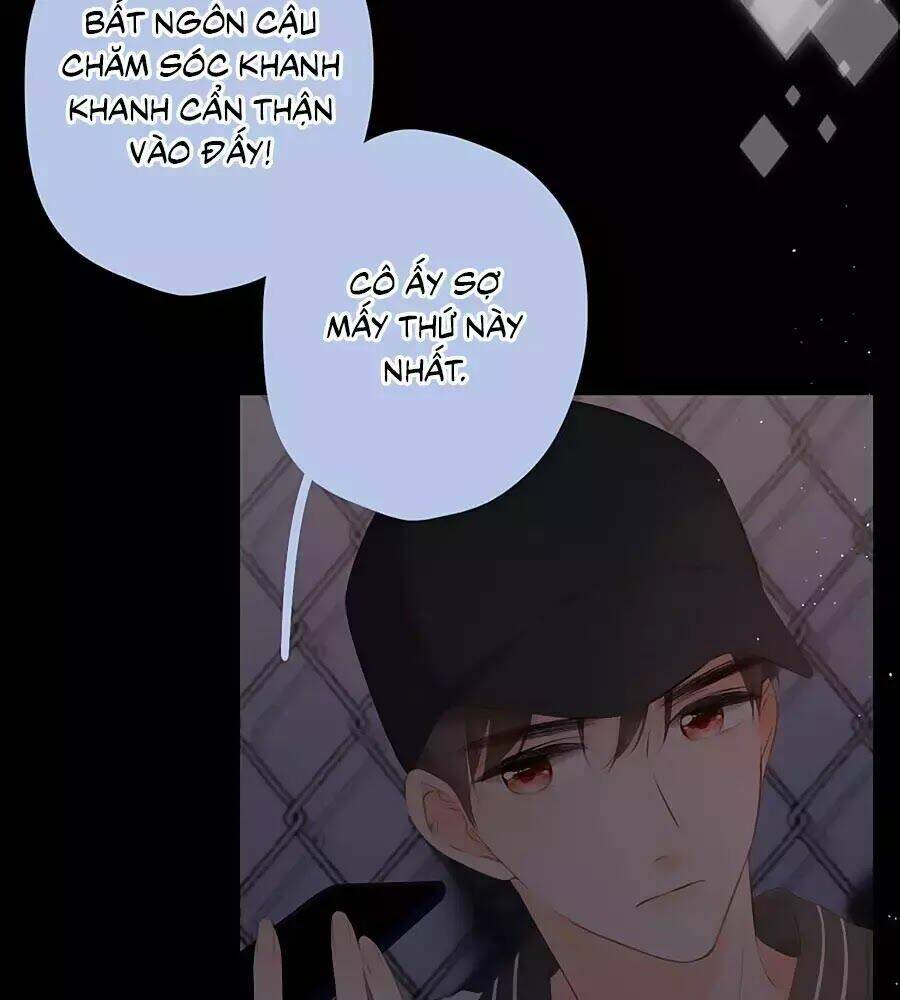 BẤT NGÔN CẬU
CHĂM SÓC KHANH
KHANH CẨN THẬN
VÀO ĐẤY!
CÔ ẤY SỢ
MẤY THỨ NÀY
NHẤT.